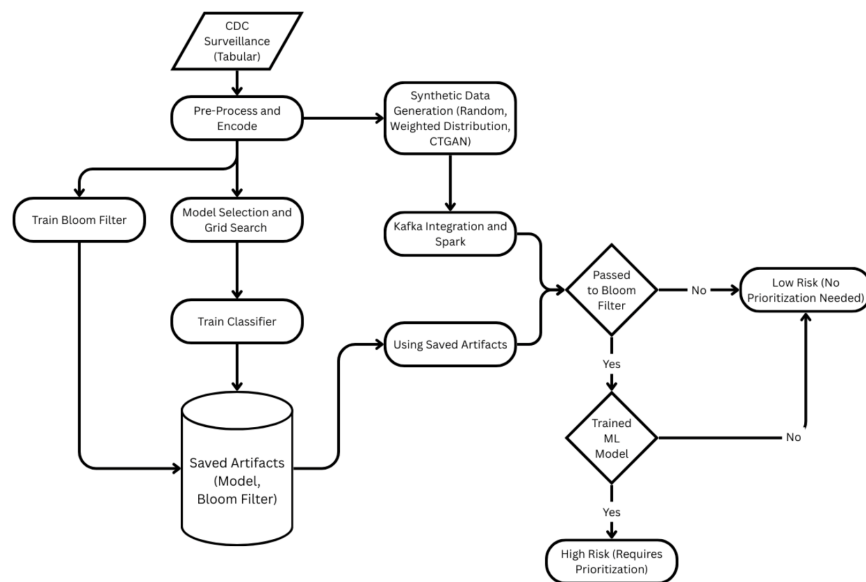 CDC
Surveillance
(Tabular)
Pre-Process and
Encode
Synthetic Data
Generation (Random,
Weighted Distribution,
CTGAN)
Train Bloom Filter
Model Selection and
Grid Search
Kafka Integration and
Spark
Passed
to Bloom
Filter
No
Low Risk (No
Prioritization Needed)
Train Classifier
Using Saved Artifacts
Yes
Saved Artifacts
(Model,
Bloom Filter)
Trained
ML
Model
No
Yes
High Risk (Requires
Prioritization)